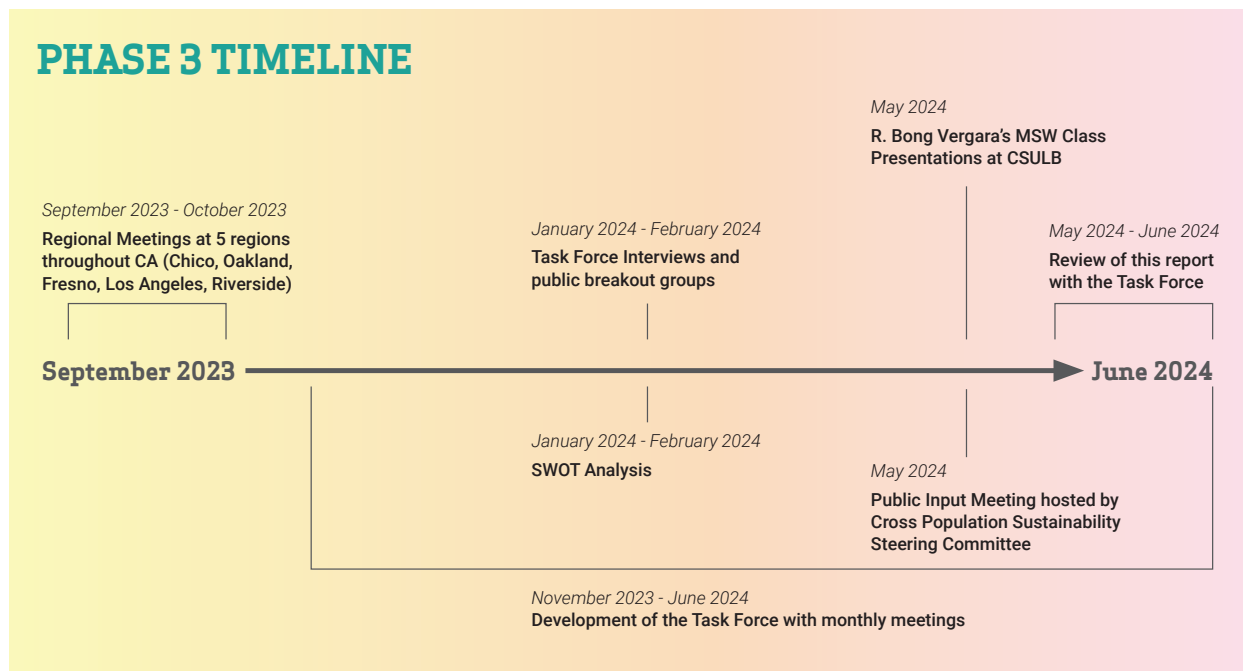 PHASE 3 TIMELINE
September 2023 - October 2023
Regional Meetings at 5 regions
throughout CA (Chico, Oakland,
Fresno, Los Angeles, Riverside)
January 2024 - February 2024
Task Force Interviews and
public breakout groups
May 2024
R. Bong Vergara’s MSW Class
Presentations at CSULB
May 2024 - June 2024
Review of this report
with the Task Force
September 2023
June 2024
January 2024 - February 2024
SWOT Analysis
May 2024
Public Input Meeting hosted by
Cross Population Sustainability
Steering Committee
November 2023 - June 2024
Development of the Task Force with monthly meetings